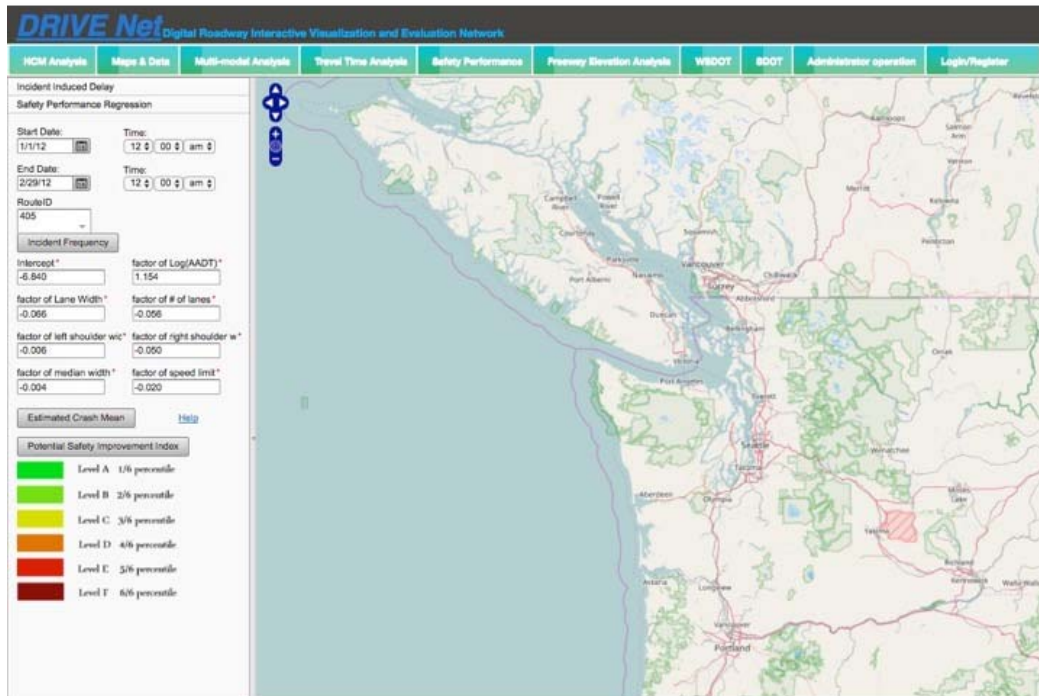 DRIVE Net Digital Roadway Interactive Visualization and Evaluation Network
HCM Analysis Maps & Data Multi-modal Analysis Travel Time Analysis Safety Performance Freeway Elevation Analysis WSDOT SDOT Administrator operation Login/Register
Incident Induced Delay
Safety Performance Regression
Start Date: Time:
1/1/12 12 00 am
End Date: Time:
2/29/12 12 00 am
RouteID
405
Incident Frequency
Intercept* factor of Log(AADT)*
-6.840 1.154
factor of Lane Width* factor of # of lanes*
-0.066 -0.056
factor of left shoulder wic* factor of right shoulder w*
-0.006 -0.050
factor of median width* factor of speed limit*
-0.004 -0.020
Estimated Crash Mean Help
Potential Safety Improvement Index
Level A 1/6 percentile
Level B 2/6 percentile
Level C 3/6 percentile
Level D 4/6 percentile
Level E 5/6 percentile
Level F 6/6 percentile
Kamloops
Salmon Arm
Vernon
Merritt
Kelowna
Campbell River
Powell River
Courtenay
Squamish
Penticton
Parksville
Nanaimo
Vancouver
Port Alberni
Surrey
Chilliwack
Abbotsford
Duncan
Bellingham
Victoria
Omak
Port Angeles
Everett
Seattle
Wenatchee
Tacoma
Moses Lake
Aberdeen
Olympia
Yakima
Richland
Kennewick
Astoria
Longview
Vancouver
Portland